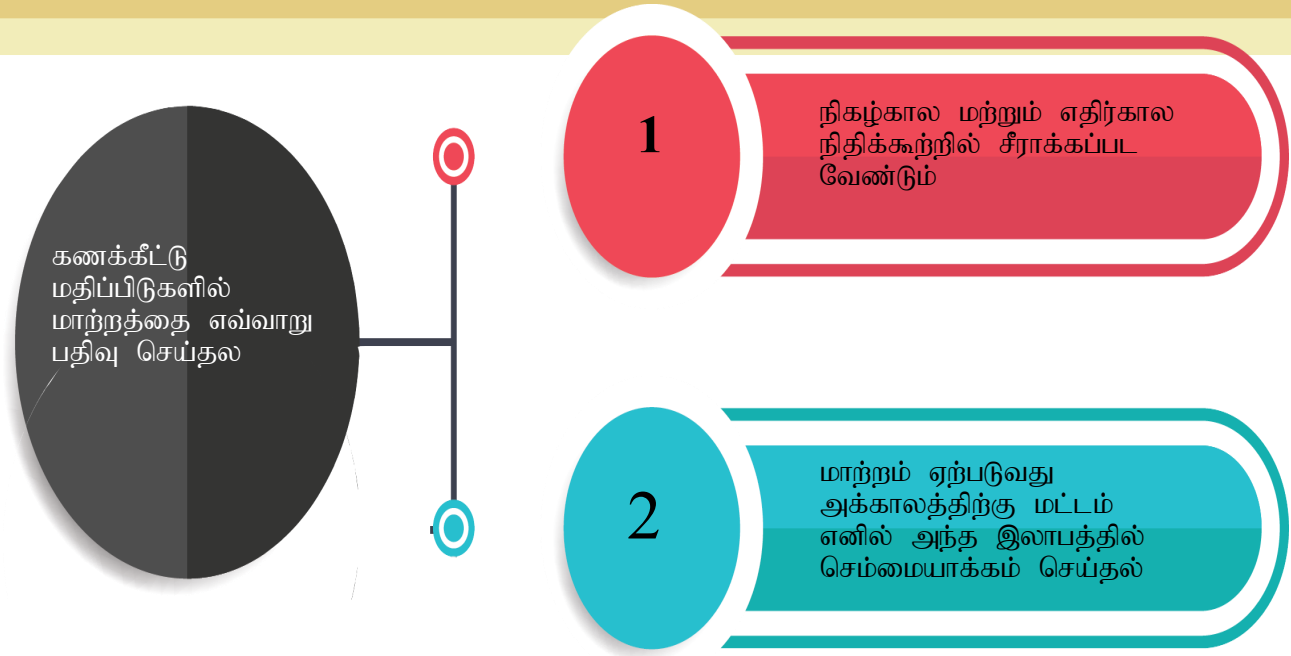 கணக்கீட்டு
மதிப்பிடுகளில்
மாற்றத்தை எவ்வாறு
பதிவு செய்தல
1
நிகழ்கால மற்றும் எதிர்கால
நிதிக்கூற்றில் சீராக்கப்பட
வேண்டும்
2
மாற்றம் ஏற்படுவது
அக்காலத்திற்கு மட்டம்
எனில் அந்த இலாபத்தில்
செம்மையாக்கம் செய்தல்